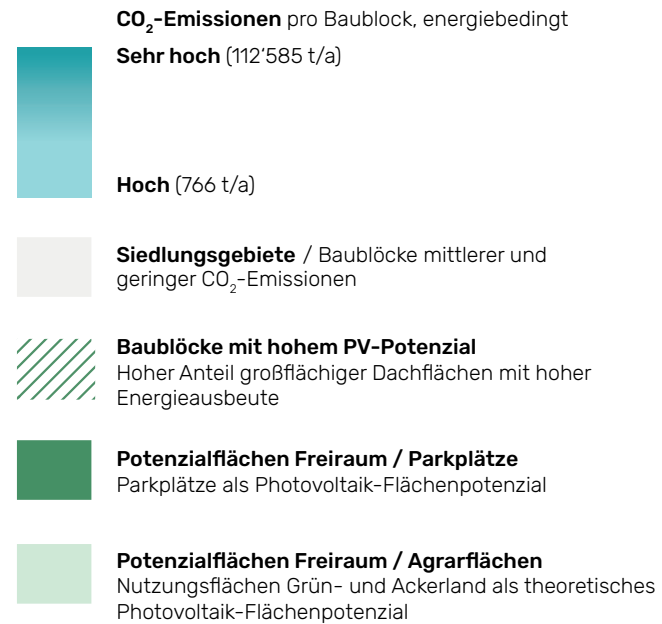 CO₂-Emissionen pro Baublock, energiebedingt
Sehr hoch (112‘585 t/a)
Hoch (766 t/a)
Siedlungsgebiete / Baublöcke mittlerer und
geringer CO₂-Emissionen
Baublöcke mit hohem PV-Potenzial
Hoher Anteil großflächiger Dachflächen mit hoher
Energieausbeute
Potenzialflächen Freiraum / Parkplätze
Parkplätze als Photovoltaik-Flächenpotenzial
Potenzialflächen Freiraum / Agrarflächen
Nutzungsflächen Grün- und Ackerland als theoretisches
Photovoltaik-Flächenpotenzial